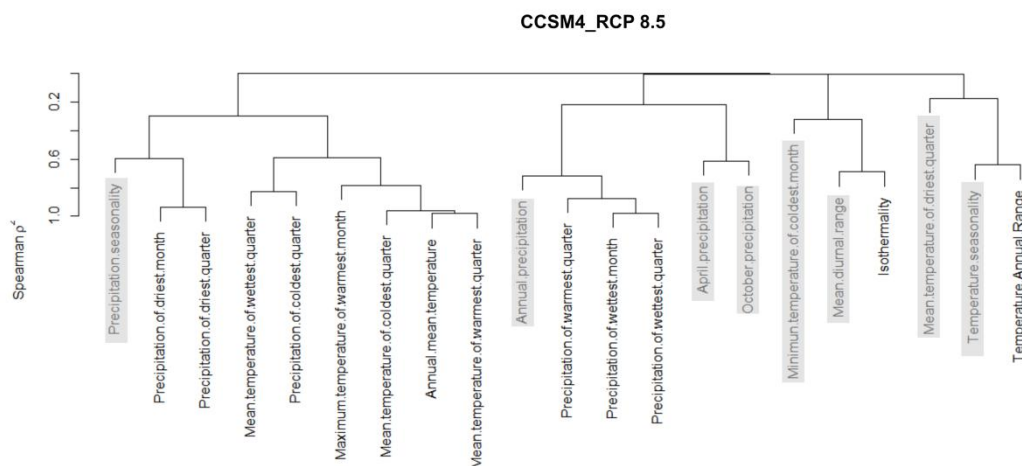 CCSM4_RCP 8.5
Spearman ρ²
0.2
0.6
1.0
Precipitation.seasonality
Precipitation.of.driest.month
Precipitation.of.driest.quarter
Mean.temperature.of.wettest.quarter
Precipitation.of.coldest.quarter
Maximum.temperature.of.warmest.month
Mean.temperature.of.coldest.quarter
Annual.mean.temperature
Mean.temperature.of.warmest.quarter
Annual.precipitation
Precipitation.of.warmest.quarter
Precipitation.of.wettest.month
Precipitation.of.wettest.quarter
April.precipitation
October.precipitation
Minimun.temperature.of.coldest.month
Mean.diurnal.range
Isothermality
Mean.temperature.of.driest.quarter
Temperature.seasonality
Temperature.Annual.Range